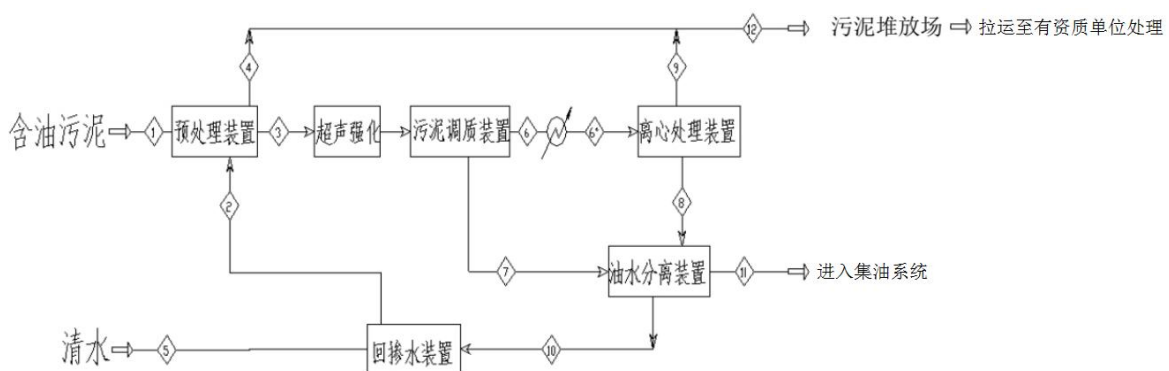 12
污泥堆放场
拉运至有资质单位处理
4
9
含油污泥
1
预处理装置
3
超声强化
污泥调质装置
6
6*
离心处理装置
2
8
7
油水分离装置
11
进入集油系统
清水
5
回掺水装置
10